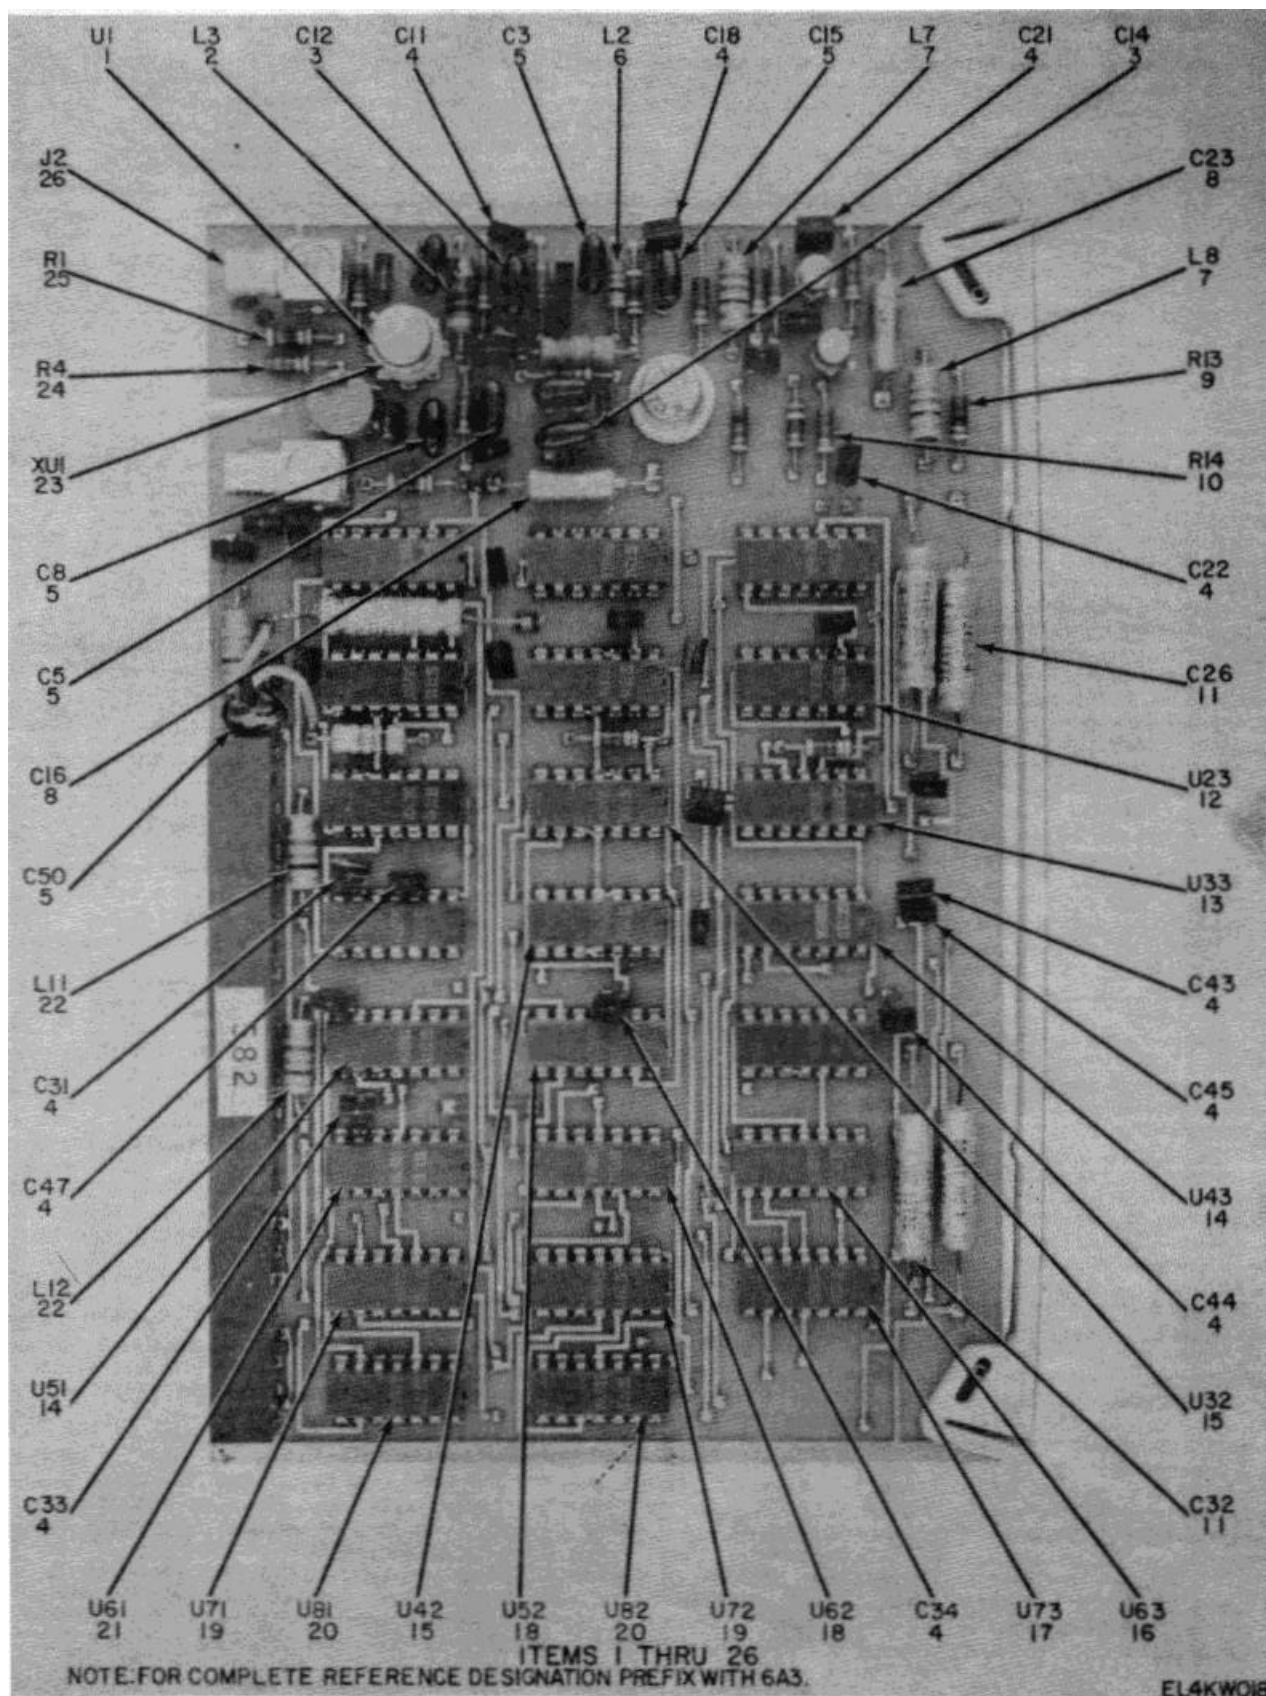 U1 L3 C12 C11 C3 L2 C18 C15 L7 C21 C14
1 2 3 4 5 6 4 5 7 4 3
J2
26
C23
8
R1
25
L8
7
R4
24
R13
9
XU1
23
R14
10
C8
5
C22
4
C5
5
C26
11
C16
8
U23
12
C50
5
U33
13
L11
22
C43
4
582
C31
4
C45
4
C47
4
U43
14
L12
22
C44
4
U51
14
U32
15
C33
4
C32
11
U61 U71 U81 U42 U52 U82 U72 U62 C34 U73 U63
21 19 20 15 18 20 19 18 4 17 16
ITEMS 1 THRU 26
NOTE: FOR COMPLETE REFERENCE DESIGNATION PREFIX WITH 6A3.
EL4KW018